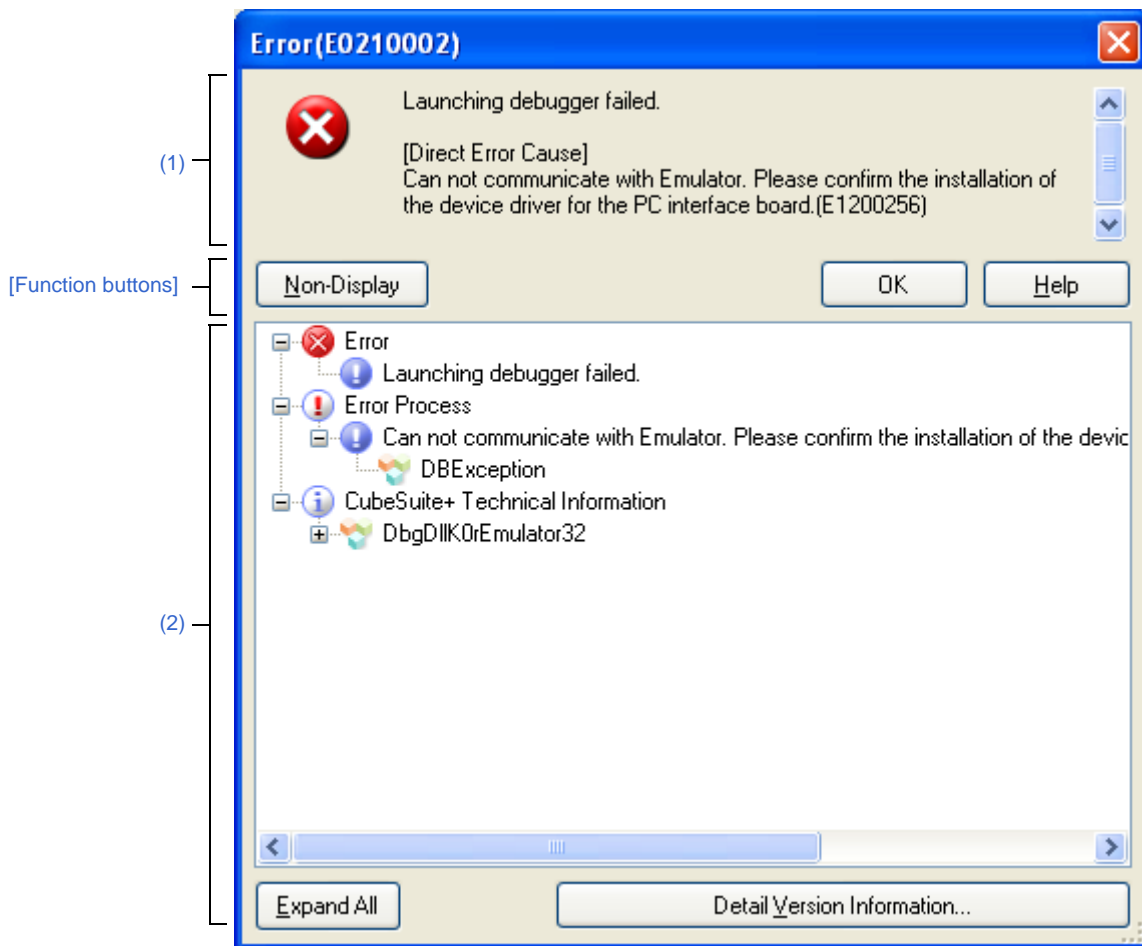 Error(E0210002)
Launching debugger failed.
[Direct Error Cause]
Can not communicate with Emulator. Please confirm the installation of
the device driver for the PC interface board.(E1200256)
(1)
[Function buttons]
Non-Display
OK
Help
Error
Launching debugger failed.
Error Process
Can not communicate with Emulator. Please confirm the installation of the devic
DBException
CubeSuite+ Technical Information
DbgDllK0rEmulator32
(2)
Expand All
Detail Version Information...